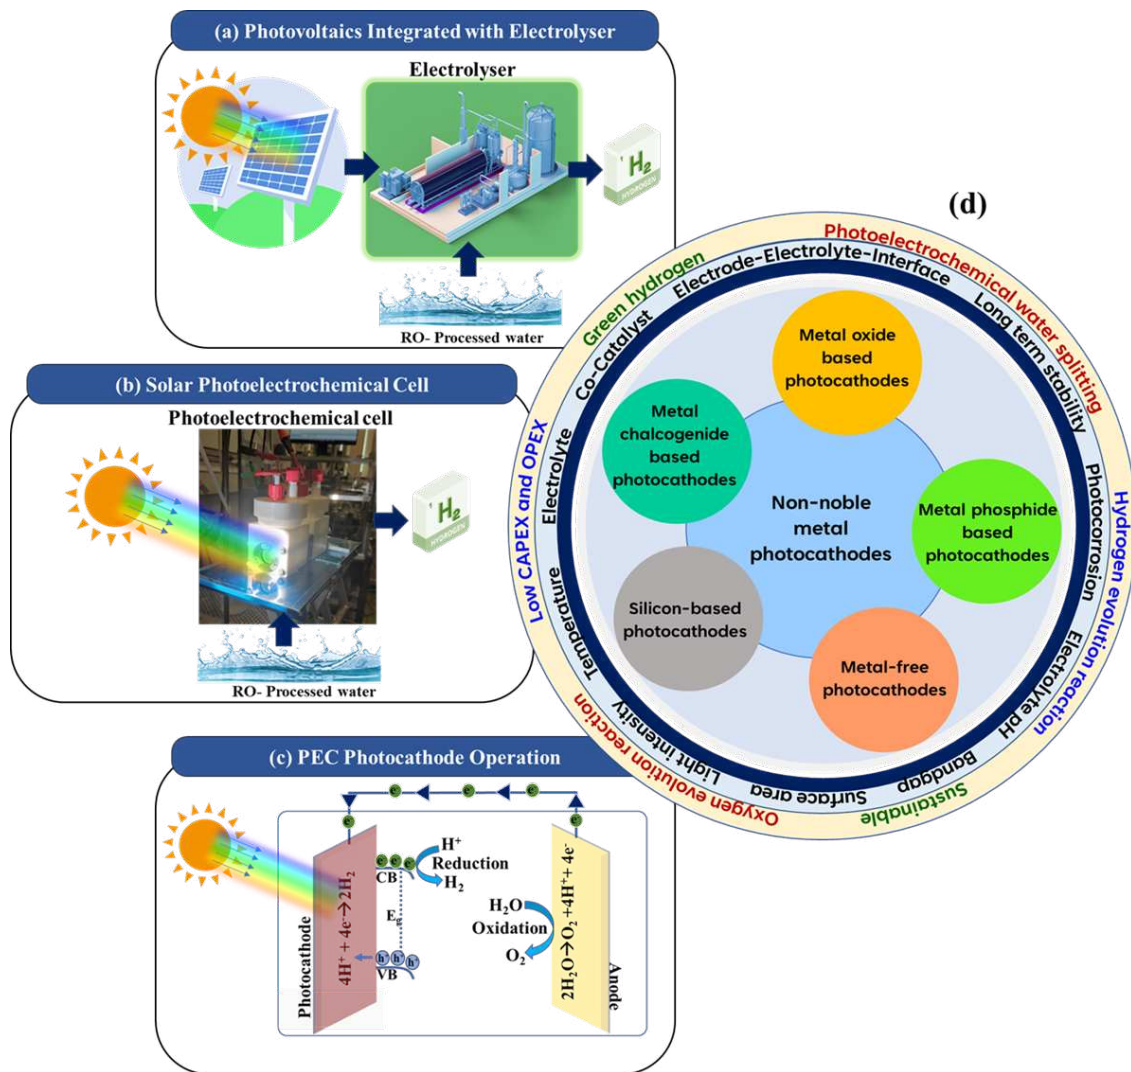 (a) Photovoltaics Integrated with Electrolyser
Electrolyser
H2
HYDROGEN
RO- Processed water
(b) Solar Photoelectrochemical Cell
Photoelectrochemical cell
H2
HYDROGEN
RO- Processed water
(c) PEC Photocathode Operation
e⁻ e⁻ e⁻
e⁻
e⁻
Photocathode
4H⁺ + 4e⁻→2H₂
e⁻ e⁻ e⁻
CB
H⁺
Reduction
H₂
Eg
h⁺ h⁺ h⁺
VB
H₂O
Oxidation
O₂
2H₂O→O₂ +4H⁺+ 4e⁻
Anode
(d)
Green hydrogen
Photoelectrochemical water splitting
Hydrogen evolution reaction
Sustainable
Oxygen evolution reaction
Low CAPEX and OPEX
Electrode-Electrolyte-Interface
Long term stability
Photocorrosion
Electrolyte pH
Bandgap
Surface area
Light intensity
Temperature
Electrolyte
Co-Catalyst
Metal oxide
based
photocathodes
Metal
chalcogenide
based
photocathodes
Non-noble
metal
photocathodes
Metal phosphide
based
photocathodes
Silicon-based
photocathodes
Metal-free
photocathodes